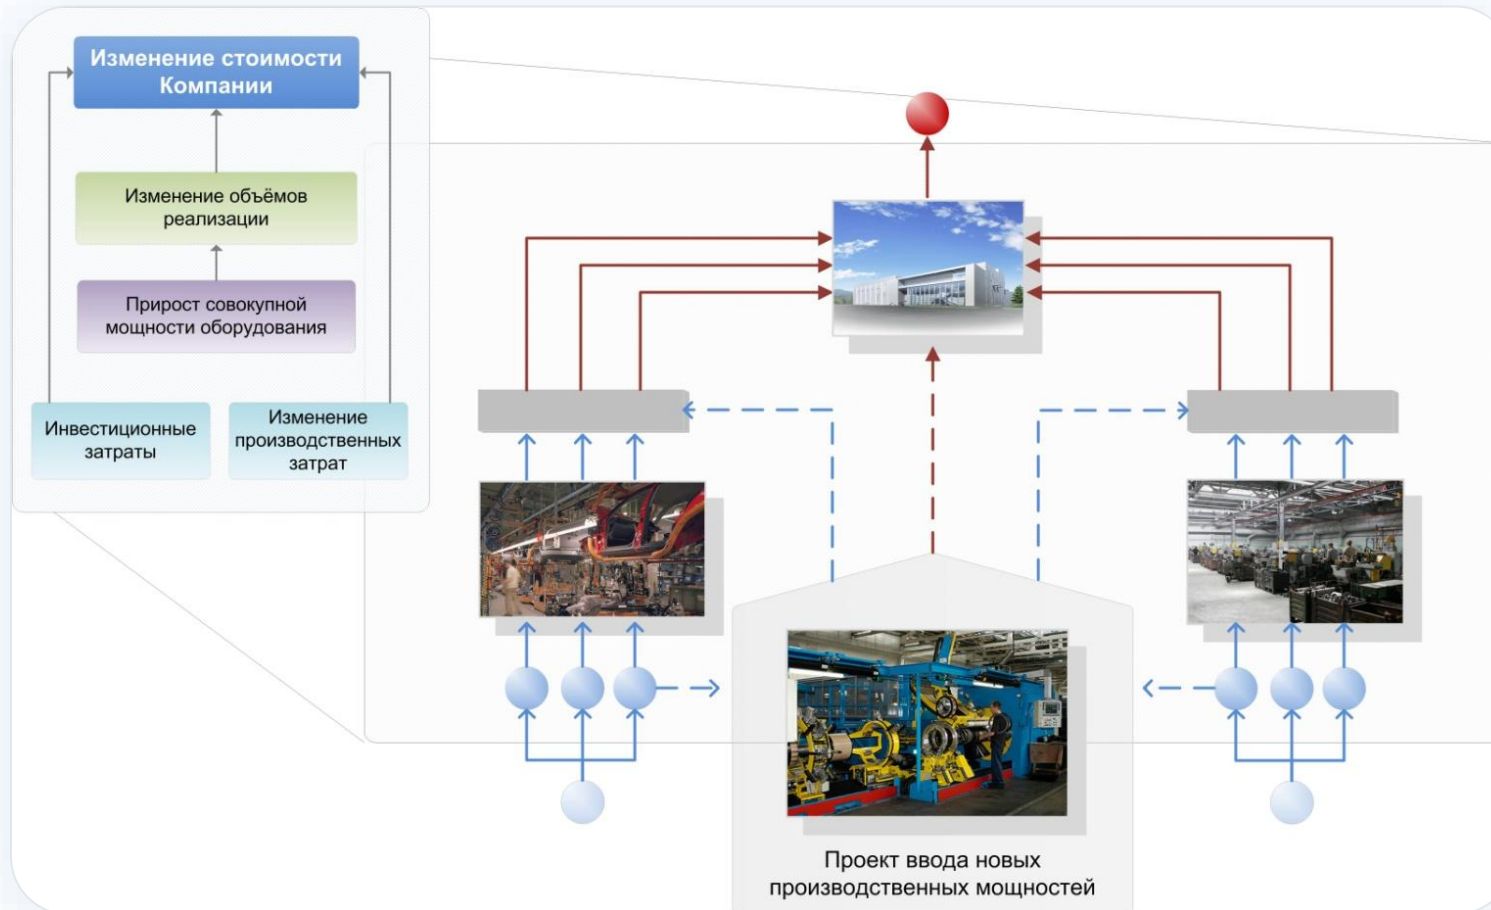 Изменение стоимости
Компании
Изменение объёмов
реализации
Прирост совокупной
мощности оборудования
Инвестиционные
затраты
Изменение
производственных
затрат
Проект ввода новых
производственных мощностей